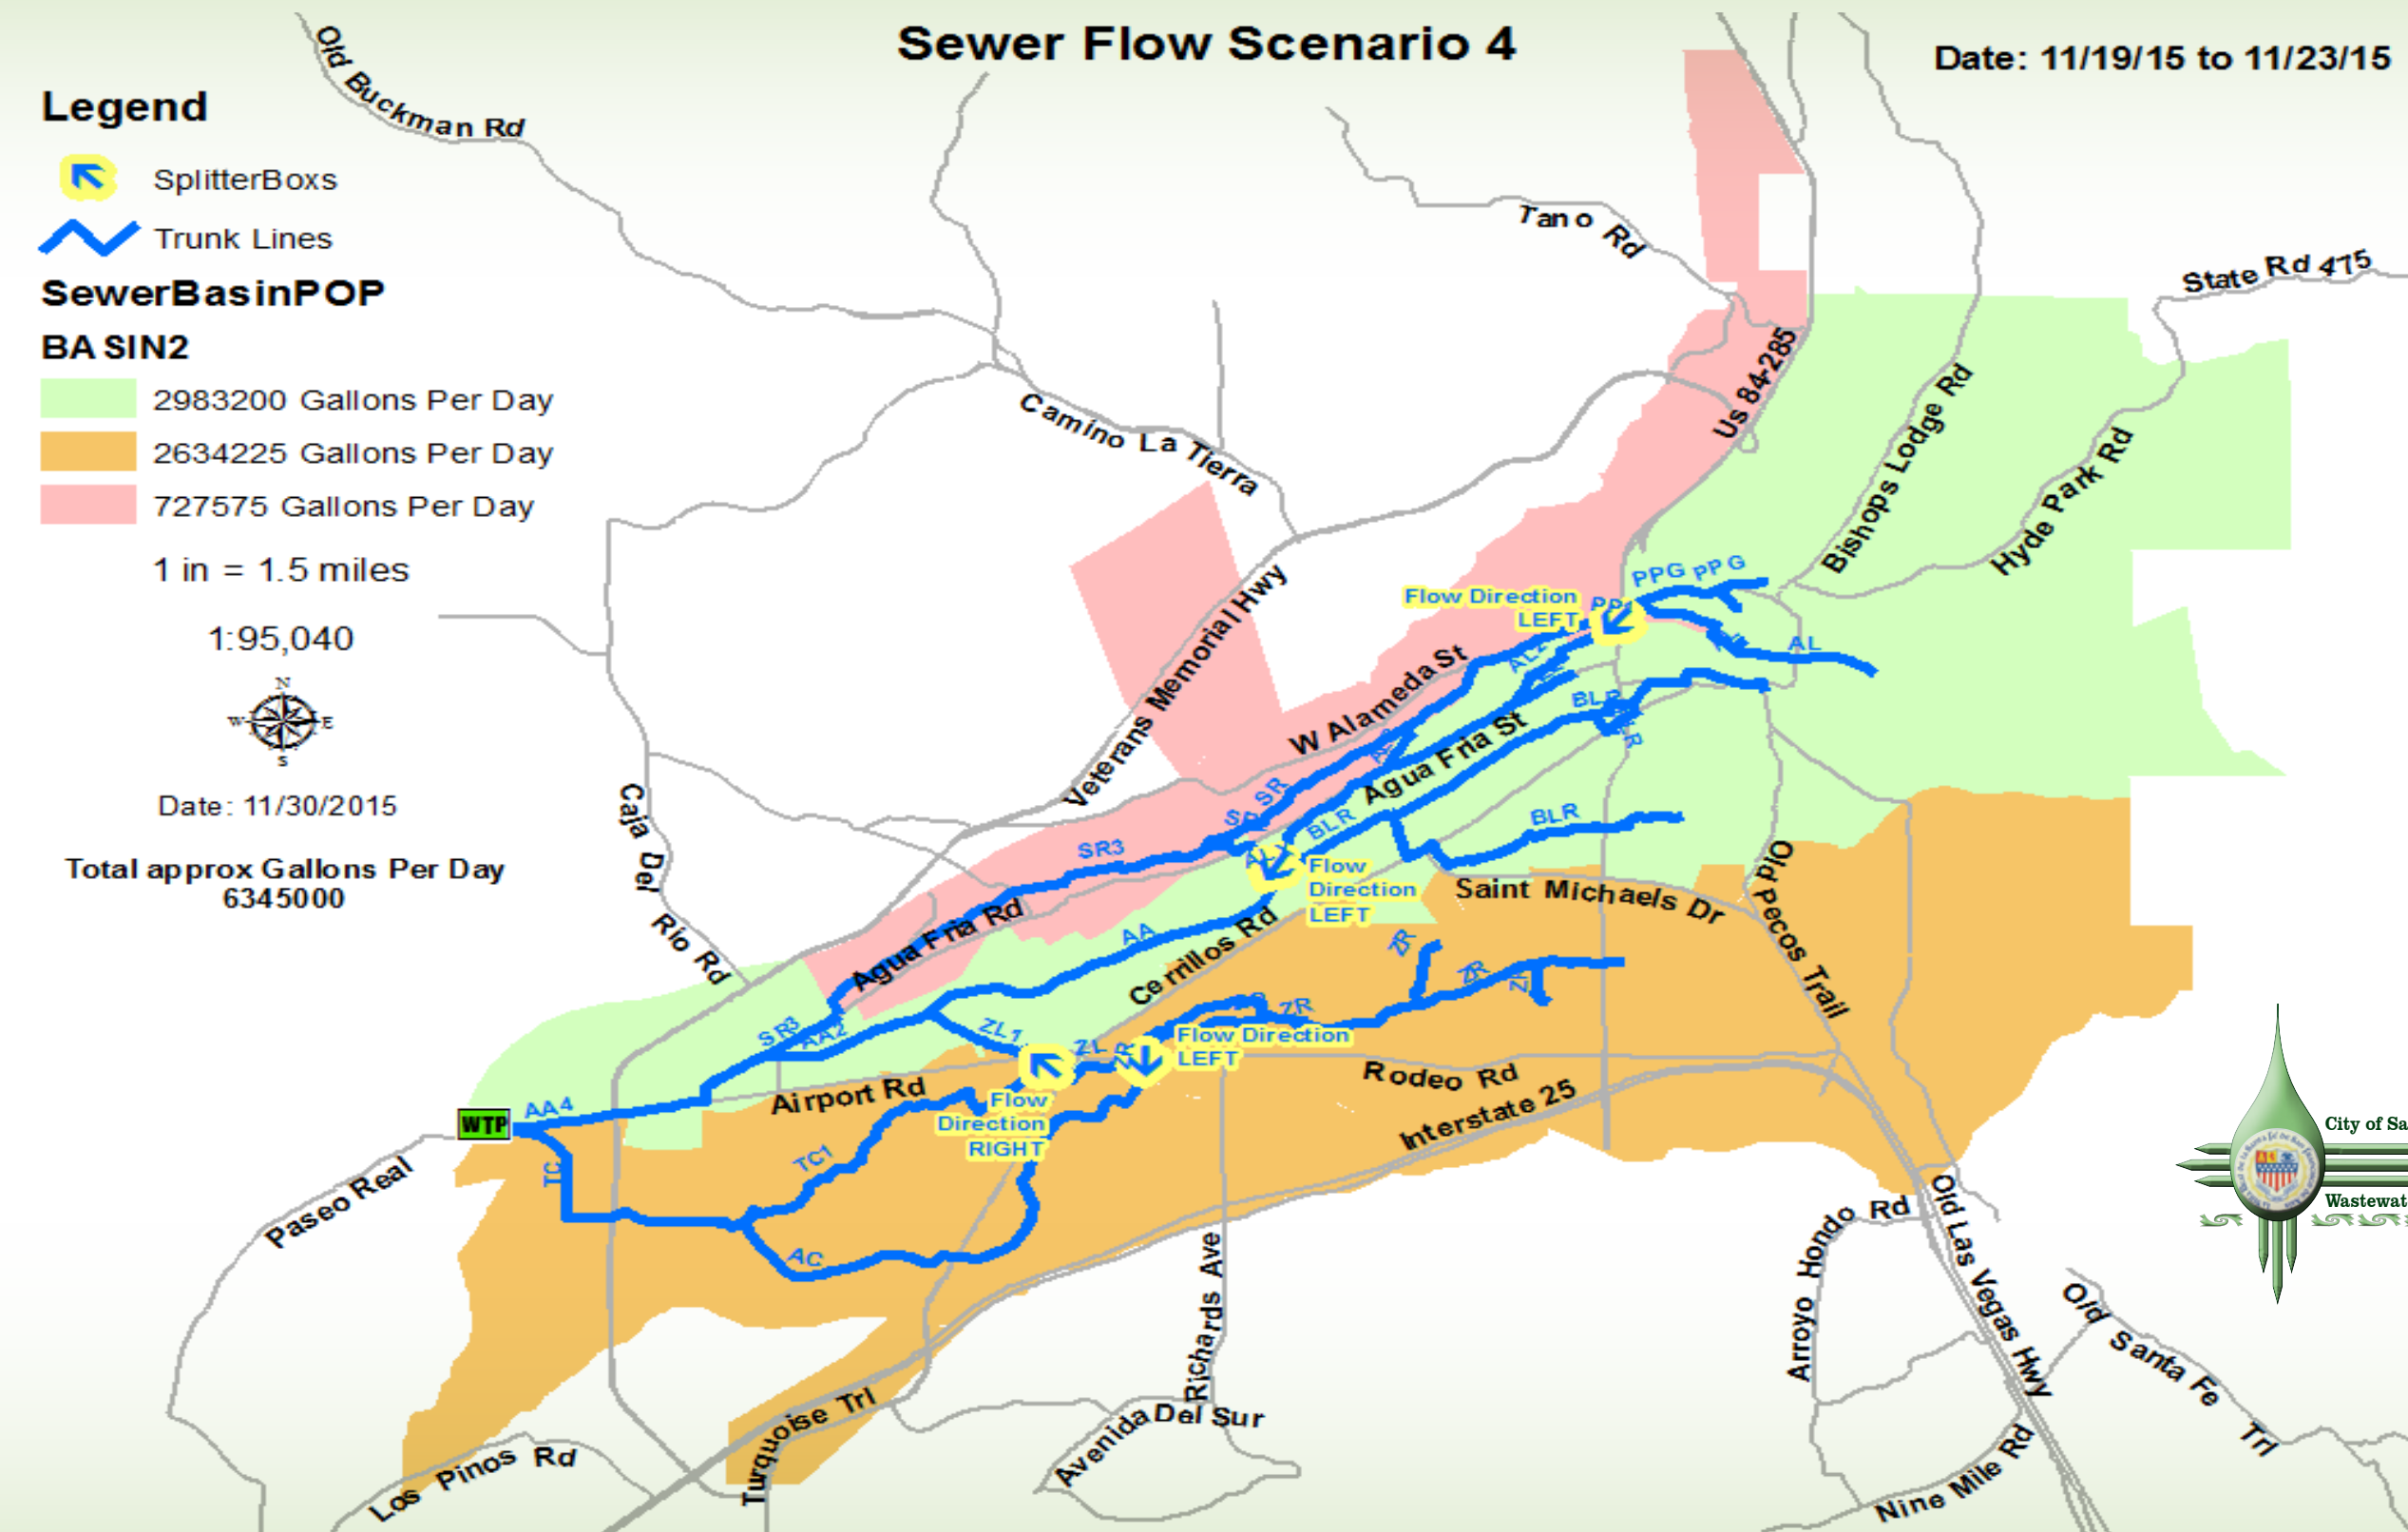 Sewer Flow Scenario 4
Date: 11/19/15 to 11/23/15
Legend
SplitterBoxs
Trunk Lines
SewerBasinPOP
BASIN2
2983200 Gallons Per Day
2634225 Gallons Per Day
727575 Gallons Per Day
1 in = 1.5 miles
1:95,040
N
W
E
S
Date: 11/30/2015
Total approx Gallons Per Day
6345000
Old Buckman Rd
Tano Rd
State Rd 475
Us 84-285
Bishops Lodge Rd
Hyde Park Rd
Camino La Tierra
Veterans Memorial Hwy
W Alameda St
Agua Fria St
Caja Del Rio Rd
Agua Fria Rd
Cerrillos Rd
Saint Michaels Dr
Old Pecos Trail
Airport Rd
Rodeo Rd
Interstate 25
Paseo Real
Los Pinos Rd
Turquoise Trl
Richards Ave
Avenida Del Sur
Arroyo Hondo Rd
Old Las Vegas Hwy
Old Santa Fe Trl
Nine Mile Rd
Flow Direction
LEFT
PPG
PPG
AL
AL2
BLR
BLR
BLR
SR
SR3
Flow
Direction
LEFT
AA
ZR
ZR
ZR
Flow Direction
LEFT
ZL1
ZL
SR3
AA2
Flow
Direction
RIGHT
WTP
AA4
TC
TC1
AC
City of Sa
Wastewat